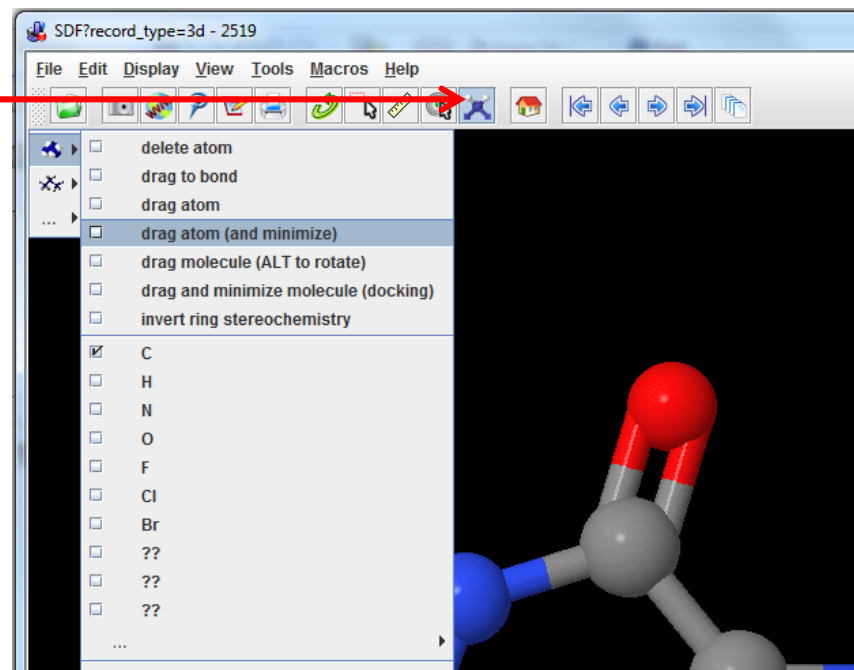 SDF?record_type=3d - 2519
File Edit Display View Tools Macros Help
WWW
delete atom
drag to bond
drag atom
...
drag atom (and minimize)
drag molecule (ALT to rotate)
drag and minimize molecule (docking)
invert ring stereochemistry
C
H
N
O
F
Cl
Br
??
??
??
...